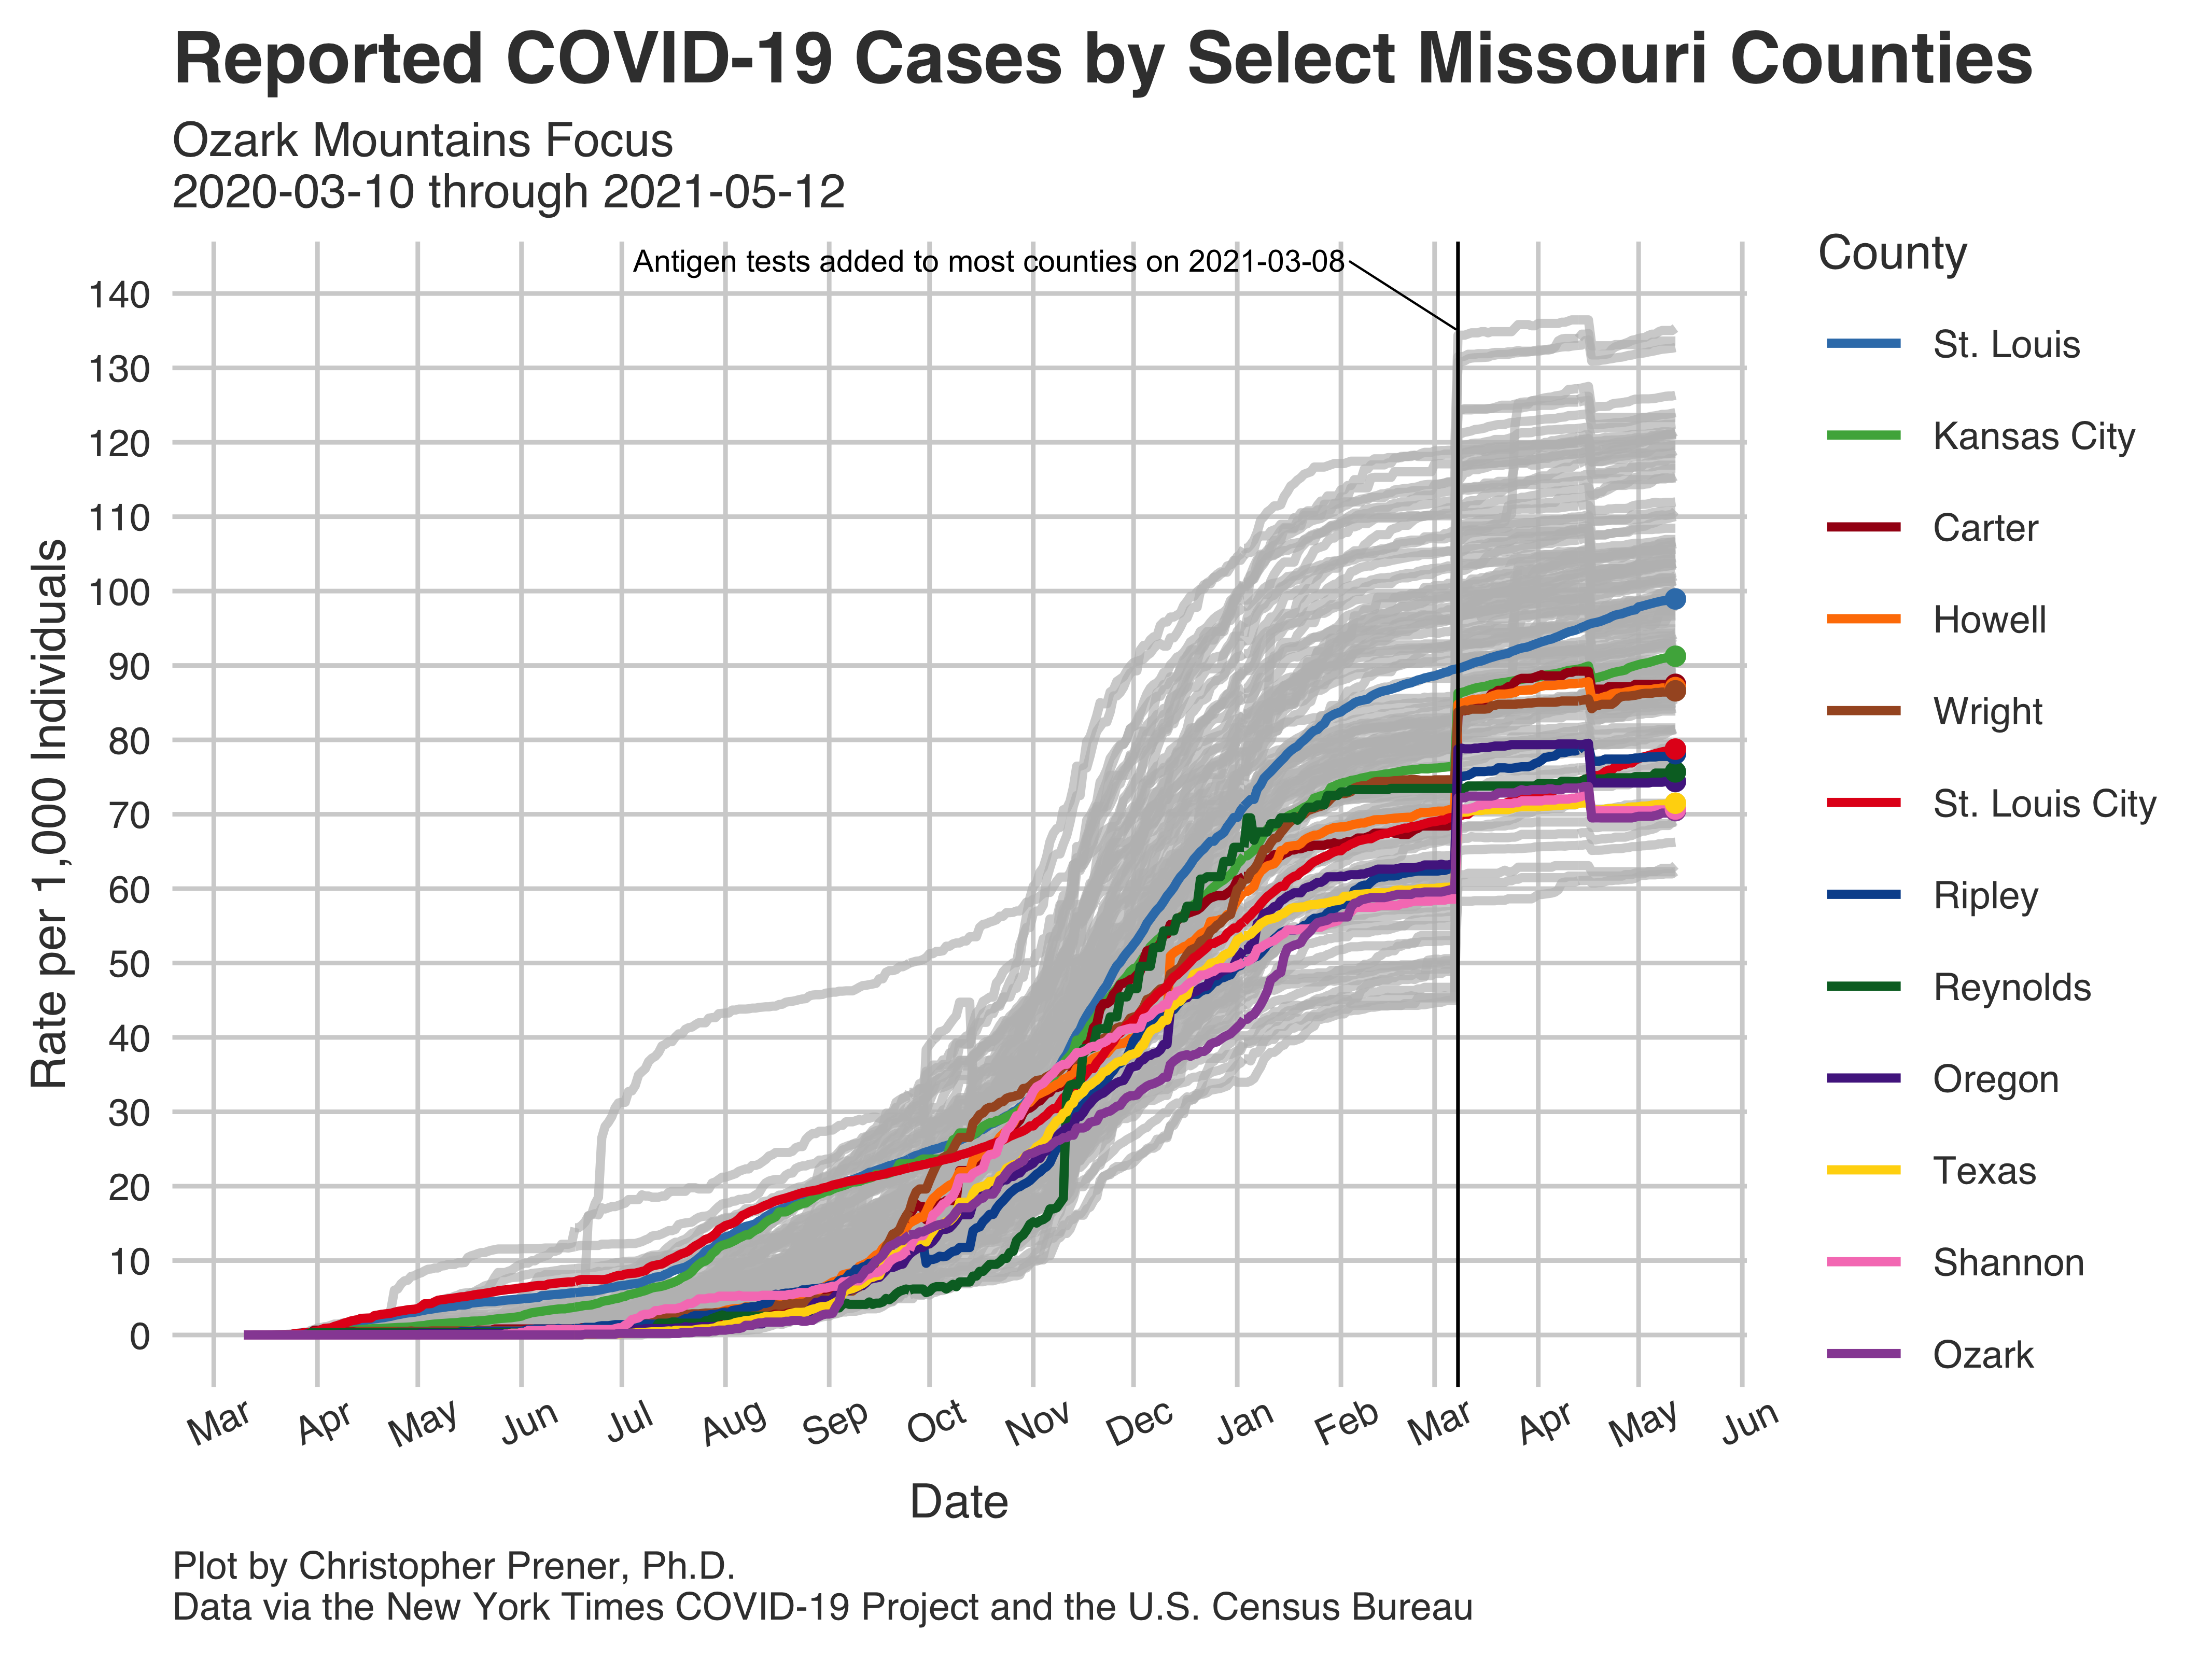 Reported COVID-19 Cases by Select Missouri Counties
Ozark Mountains Focus
2020-03-10 through 2021-05-12
Antigen tests added to most counties on 2021-03-08
Rate per 1,000 Individuals
140
130
120
110
100
90
80
70
60
50
40
30
20
10
0
Mar Apr May Jun Jul Aug Sep Oct Nov Dec Jan Feb Mar Apr May Jun
Date
County
St. Louis
Kansas City
Carter
Howell
Wright
St. Louis City
Ripley
Reynolds
Oregon
Texas
Shannon
Ozark
Plot by Christopher Prener, Ph.D.
Data via the New York Times COVID-19 Project and the U.S. Census Bureau